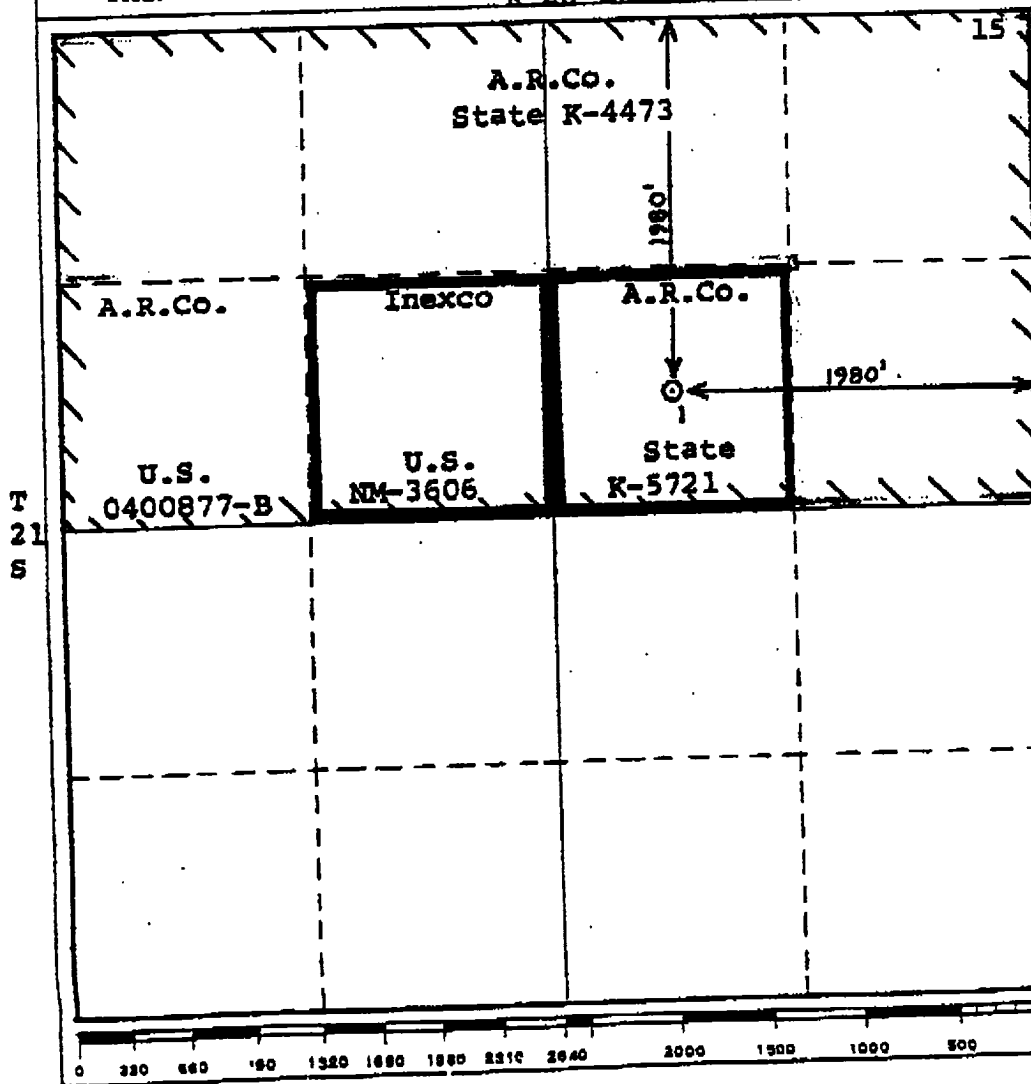 15
A.R.Co.
State K-4473
1980'
A.R.Co.
Inexco
A.R.Co.
1980'
1
State
K-5721
U.S.
NM-3606
U.S.
0400877-B
T
21
S
0 330 660 1320 1650 1980 2310 2640 2000 1500 1000 500